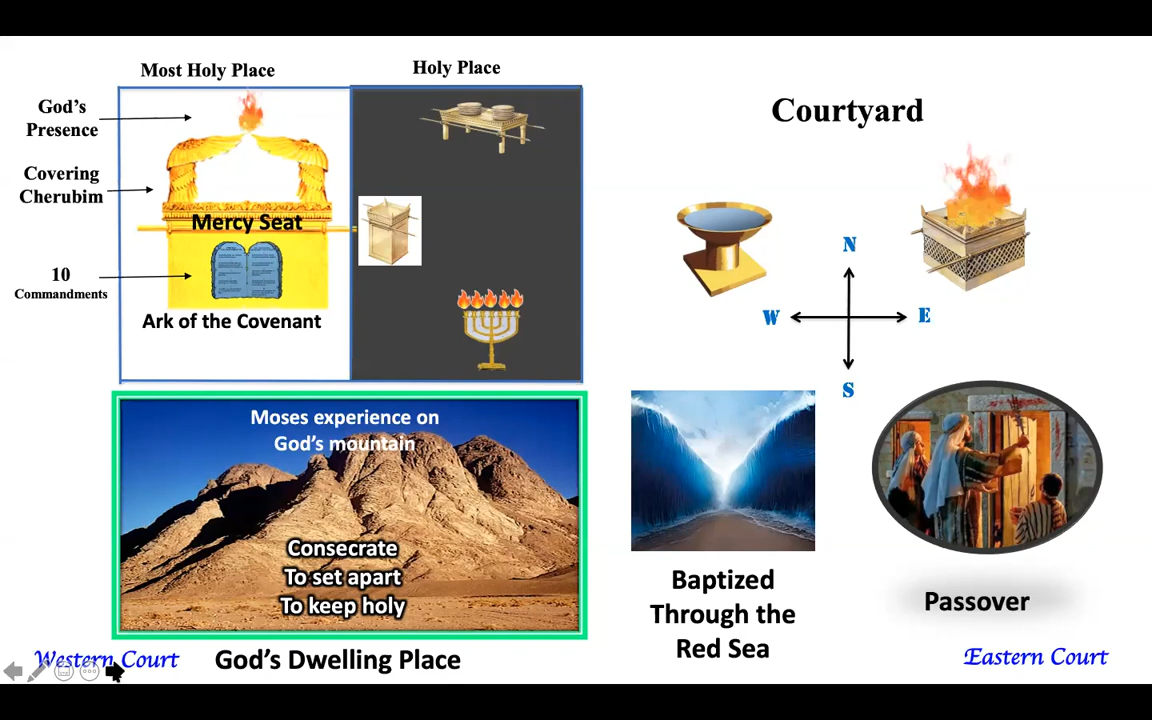 Most Holy Place
Holy Place
God's
Presence
Covering
Cherubim
Mercy Seat
10
Commandments
Ark of the Covenant
Courtyard
N
W
E
S
Moses experience on
God's mountain
Consecrate
To set apart
To keep holy
Baptized
Through the
Red Sea
Passover
Western Court
God's Dwelling Place
Eastern Court